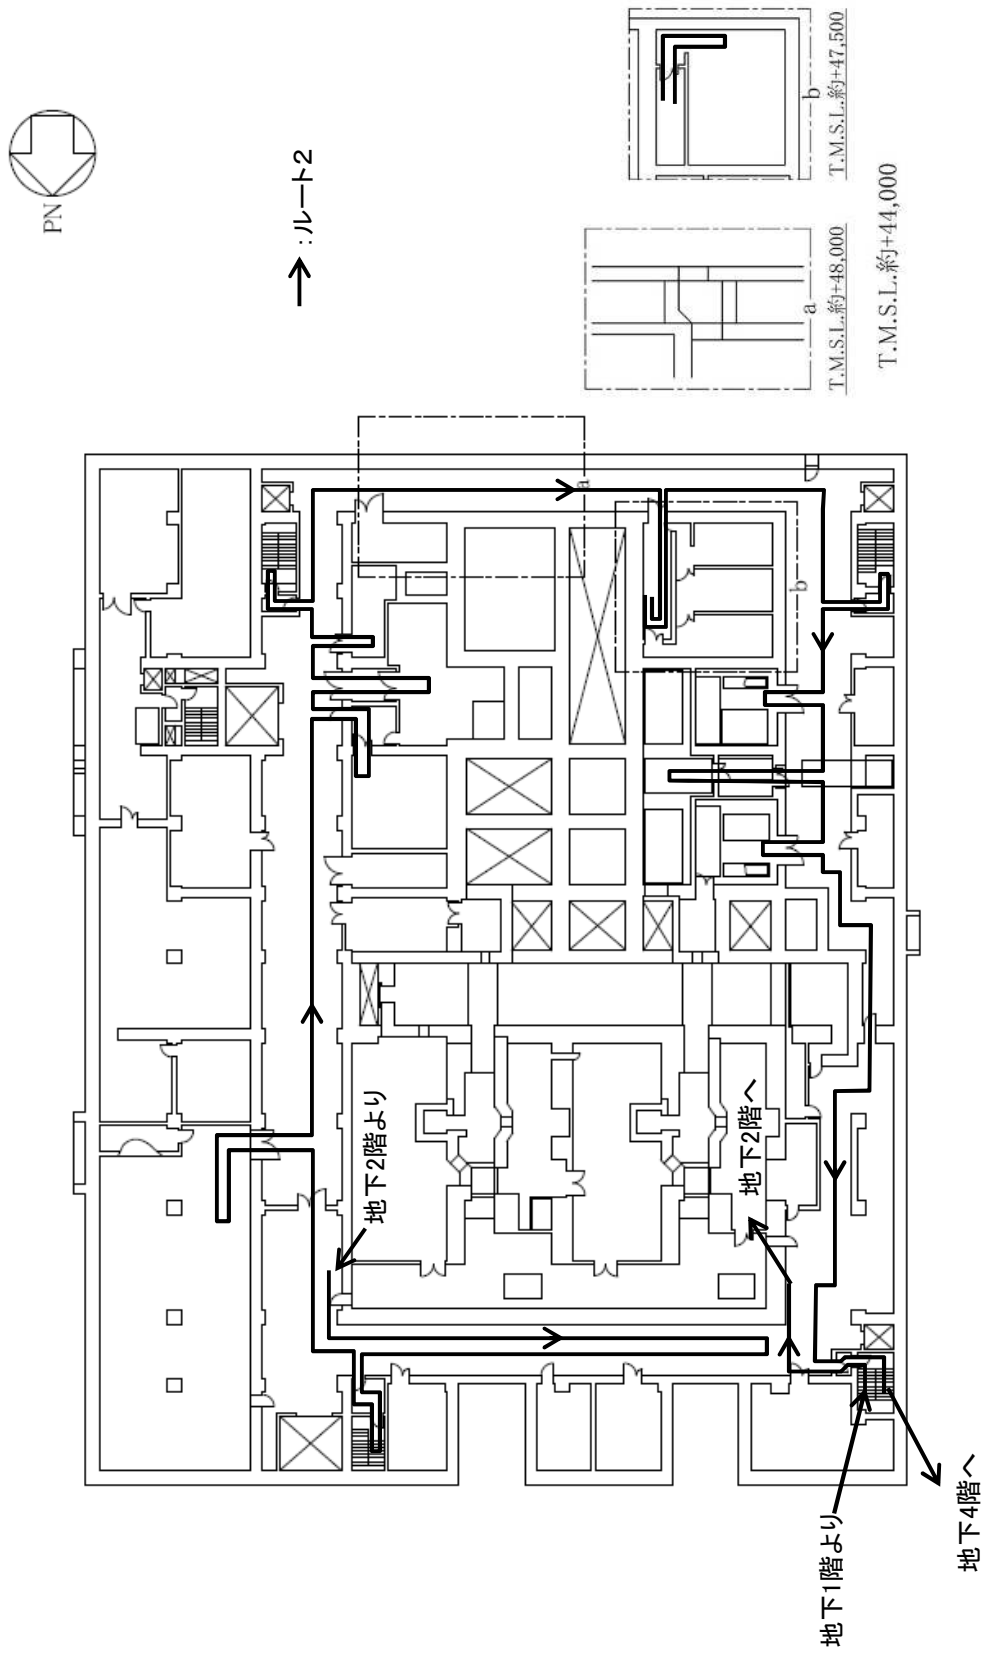 PN
→:ルート2
b
T.M.S.L.約+47,500
a
T.M.S.L.約+48,000
T.M.S.L.約+44,000
a
b
地下2階より
地下2階へ
地下1階より
地下4階へ